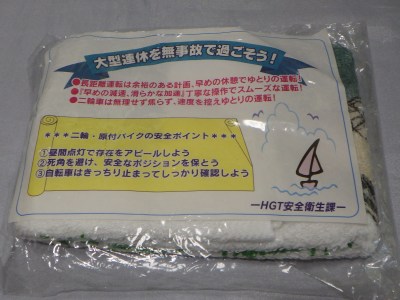 大型連休を無事故で過ごそう!
●長距離運転は余裕のある計画,早めの休憩でゆとりの運転!
●「早めの減速、滑らかな加速」丁寧な操作でスムーズな運転!
●二輪車は無理せず焦らず、速度を控えゆとりの運転!
***二輪・原付バイクの安全ポイント***
①昼間点灯で存在をアピールしよう
②死角を避け、安全なポジションを保とう
③自転車はきっちり止まってしっかり確認しよう
ーHGT安全衛生課ー